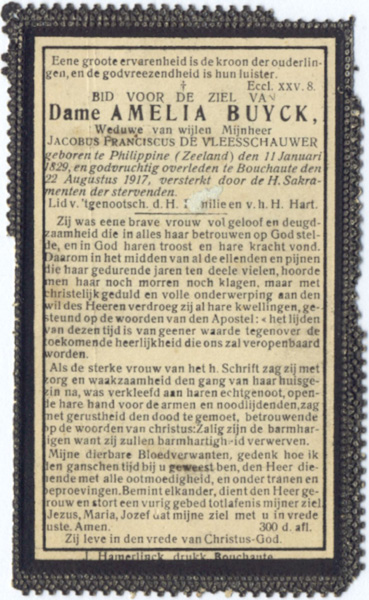 Eene groote ervarenheid is de kroon der ouderlin-
gen, en de godvreezendheid is hun luister.
† Eccl. XXV. 8.
BID VOOR DE ZIEL VAN
Dame AMELIA BUYCK,
Weduwe van wijlen Mijnheer
JACOBUS FRANCISCUS DE VLEESSCHAUWER
geboren te Philippine (Zeeland) den 11 Januari
1829, en godvruchtig overleden te Bouchaute den
22 Augustus 1917, versterkt door de H. Sakra-
menten der stervenden.
Lid v. 'tgenootsch. d. H. milie en v. h. H. Hart.
Zij was eene brave vrouw vol geloof en deugd-
zaamheid die in alles haar betrouwen op God stel-
de, en in God haren troost en hare kracht vond.
Daarom in het midden van al de ellenden en pijnen
die haar gedurende jaren ten deele vielen, hoorde
men haar noch morren noch klagen, maar met
christelijk geduld en volle onderwerping aan den
wil des Heeren verdroeg zij al hare kwellingen, ge-
steund op de woorden van den Apostel: « het lijden
van dezen tijd is van geener waarde tegenover de
toekomende heerlijkheid die ons zal veropenbaard
worden.
Als de sterke vrouw van het h. Schrift zag zij met
zorg en waakzaamheid den gang van haar huisge-
zin na, was verkleefd aan haren echtgenoot, open-
de hare hand voor de armen en noodlijdenden, zag
met gerustheid den dood te gemoet, betrouwende
op de woorden van christus: Zalig zijn de barmhar-
tigen want zij zullen barmhartigheid verwerven.
Mijne dierbare Bloedverwanten, gedenk hoe ik
den ganschen tijd bij u geweest ben, den Heer die-
nende met alle ootmoedigheid, en onder tranen en
beproevingen. Bemint elkander, dient den Heer ge-
rouw en stort een vurig gebed totlafenis mijner ziel
Jezus, Maria, Jozef dat mijne ziel met u in vrede
uste. Amen. 300 d. afl.
Zij leve in den vrede van Christus-God.
J. Hamerlinck, drukk. Bouchaute